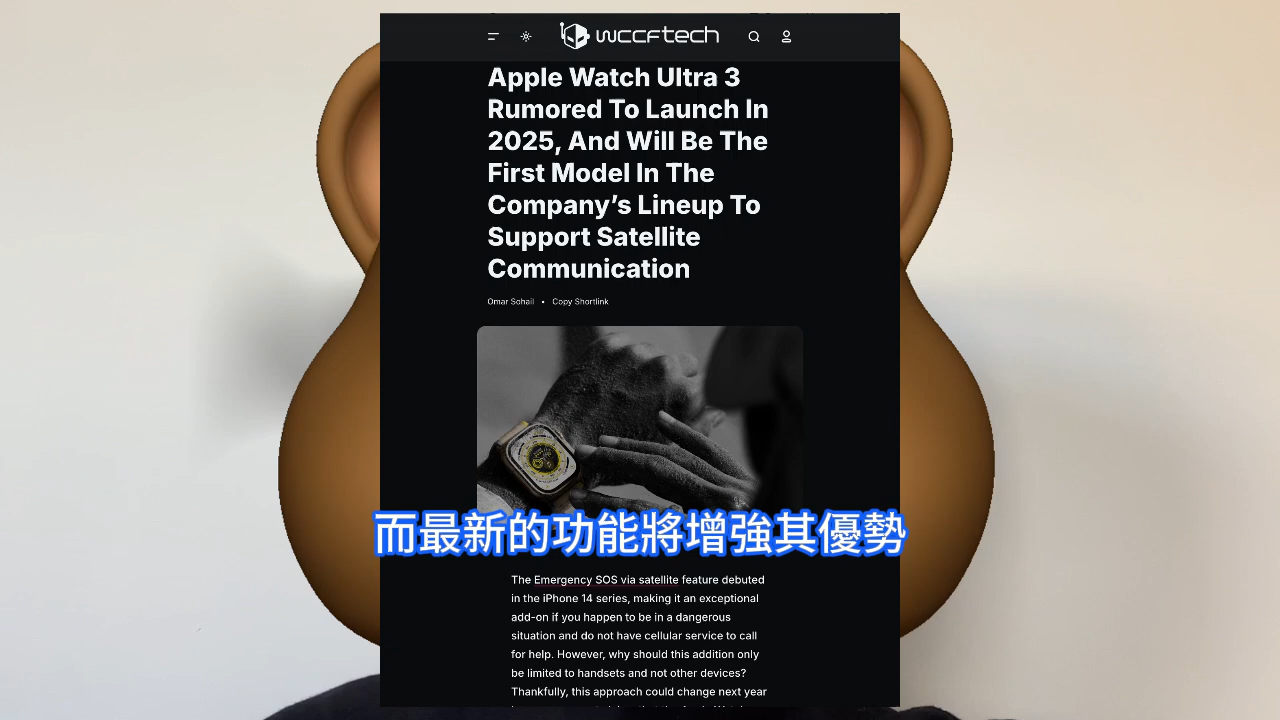 wccftech
Apple Watch Ultra 3
Rumored To Launch In
2025, And Will Be The
First Model In The
Company’s Lineup To
Support Satellite
Communication
Omar Sohail • Copy Shortlink
而最新的功能將增強其優勢
The Emergency SOS via satellite feature debuted
in the iPhone 14 series, making it an exceptional
add-on if you happen to be in a dangerous
situation and do not have cellular service to call
for help. However, why should this addition only
be limited to handsets and not other devices?
Thankfully, this approach could change next year